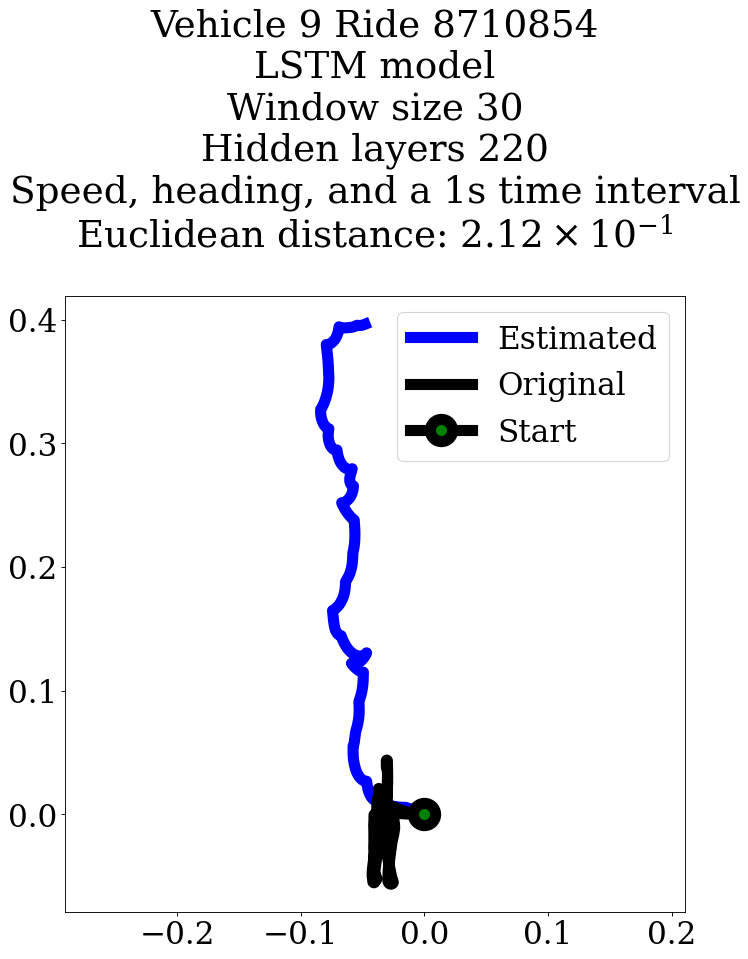 Vehicle 9 Ride 8710854
LSTM model
Window size 30
Hidden layers 220
Speed, heading, and a 1s time interval
Euclidean distance: 2.12 × 10⁻¹
Estimated
Original
Start
0.4
0.3
0.2
0.1
0.0
−0.2 −0.1 0.0 0.1 0.2